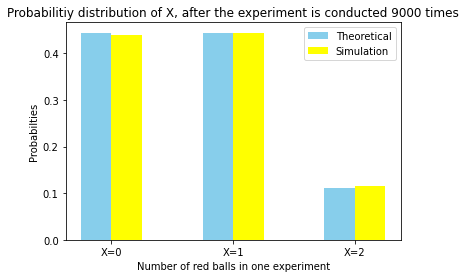 Probabilitiy distribution of X, after the experiment is conducted 9000 times
Theoretical
Simulation
Probabilties
0.4
0.3
0.2
0.1
0.0
X=0 X=1 X=2
Number of red balls in one experiment